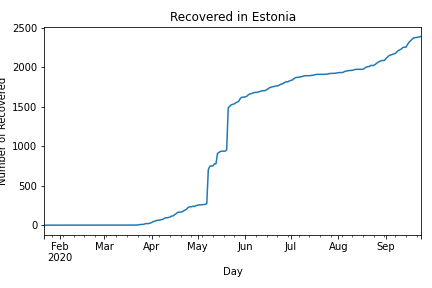 Recovered in Estonia
Number of Recovered
2500
2000
1500
1000
500
0
Feb Mar Apr May Jun Jul Aug Sep
2020
Day